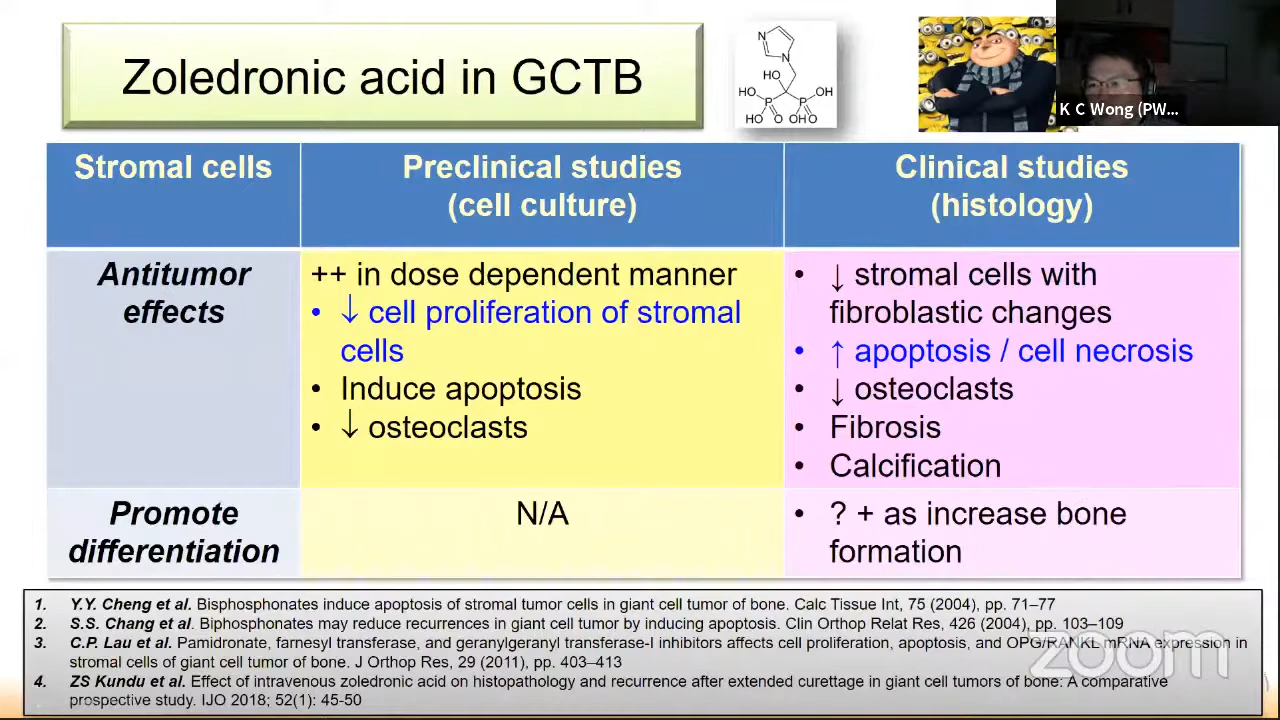 Zoledronic acid in GCTB
N
N
HO
HO
P
P
OH
HO
O
OHO
K C Wong (PW...
Stromal cells
Preclinical studies
(cell culture)
Clinical studies
(histology)
Antitumor
effects
++ in dose dependent manner
• ↓ cell proliferation of stromal
cells
• Induce apoptosis
• ↓ osteoclasts
• ↓ stromal cells with
fibroblastic changes
• ↑ apoptosis / cell necrosis
• ↓ osteoclasts
• Fibrosis
• Calcification
Promote
differentiation
N/A
• ? + as increase bone
formation
1. Y.Y. Cheng et al. Bisphosphonates induce apoptosis of stromal tumor cells in giant cell tumor of bone. Calc Tissue Int, 75 (2004), pp. 71–77
2. S.S. Chang et al. Biphosphonates may reduce recurrences in giant cell tumor by inducing apoptosis. Clin Orthop Relat Res, 426 (2004), pp. 103–109
3. C.P. Lau et al. Pamidronate, farnesyl transferase, and geranylgeranyl transferase-I inhibitors affects cell proliferation, apoptosis, and OPG/RANKL mRNA expression in
stromal cells of giant cell tumor of bone. J Orthop Res, 29 (2011), pp. 403–413
4. ZS Kundu et al. Effect of intravenous zoledronic acid on histopathology and recurrence after extended curettage in giant cell tumors of bone: A comparative
prospective study. IJO 2018; 52(1): 45-50
zoom